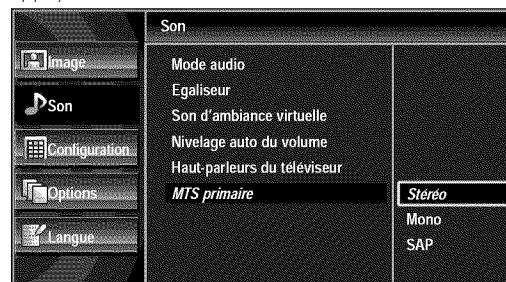 Son
Image
Son
Configuration
Options
Langue
Mode audio
Egaliseur
Son d'ambiance virtuelle
Nivelage auto du volume
Haut-parleurs du téléviseur
MTS primaire
Stéréo
Mono
SAP